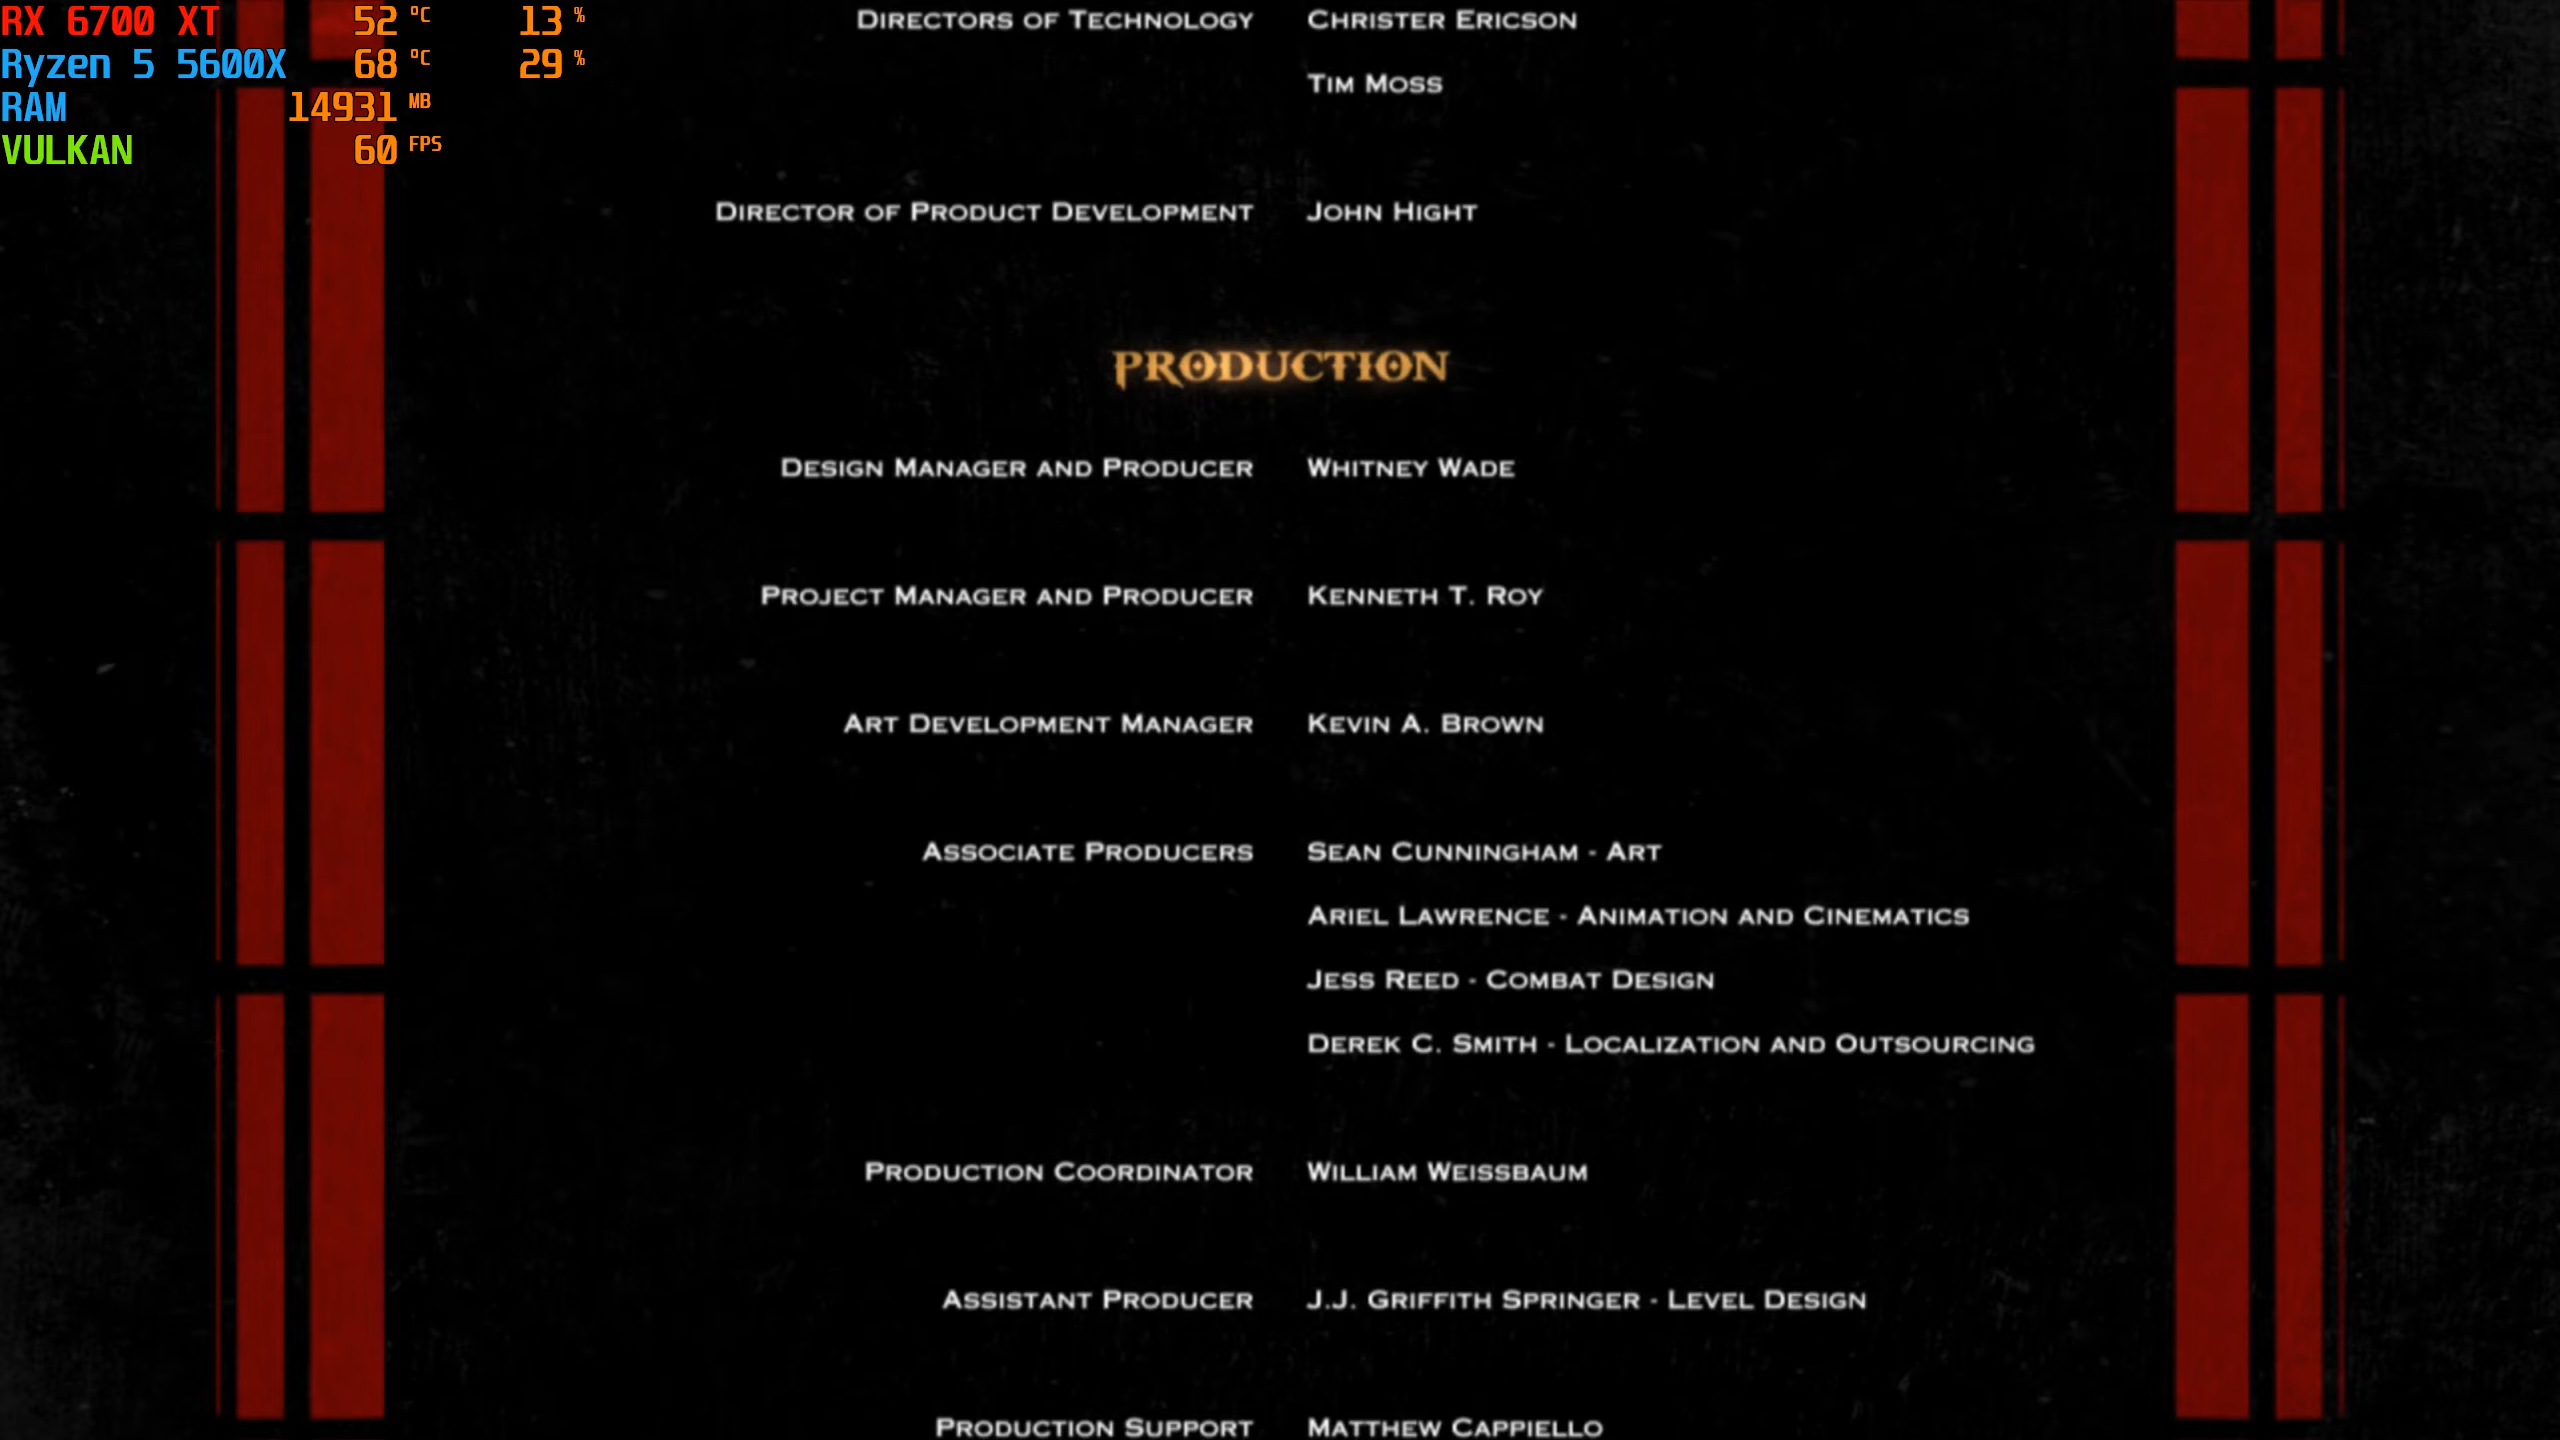 RX 6700 XT 52 °C 13 %
Ryzen 5 5600X 68 °C 29 %
RAM 14931 MB
VULKAN 60 FPS
DIRECTORS OF TECHNOLOGY CHRISTER ERICSON
TIM MOSS
DIRECTOR OF PRODUCT DEVELOPMENT JOHN HIGHT
PRODUCTION
DESIGN MANAGER AND PRODUCER WHITNEY WADE
PROJECT MANAGER AND PRODUCER KENNETH T. ROY
ART DEVELOPMENT MANAGER KEVIN A. BROWN
ASSOCIATE PRODUCERS SEAN CUNNINGHAM - ART
ARIEL LAWRENCE - ANIMATION AND CINEMATICS
JESS REED - COMBAT DESIGN
DEREK C. SMITH - LOCALIZATION AND OUTSOURCING
PRODUCTION COORDINATOR WILLIAM WEISSBAUM
ASSISTANT PRODUCER J.J. GRIFFITH SPRINGER - LEVEL DESIGN
PRODUCTION SUPPORT MATTHEW CAPPIELLO